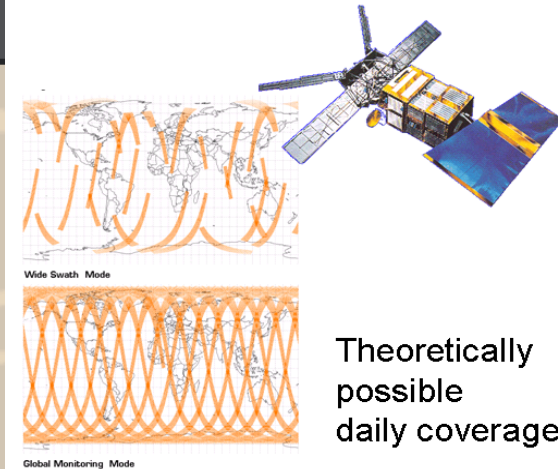 Wide Swath Mode
Global Monitoring Mode
Theoretically
possible
daily coverage